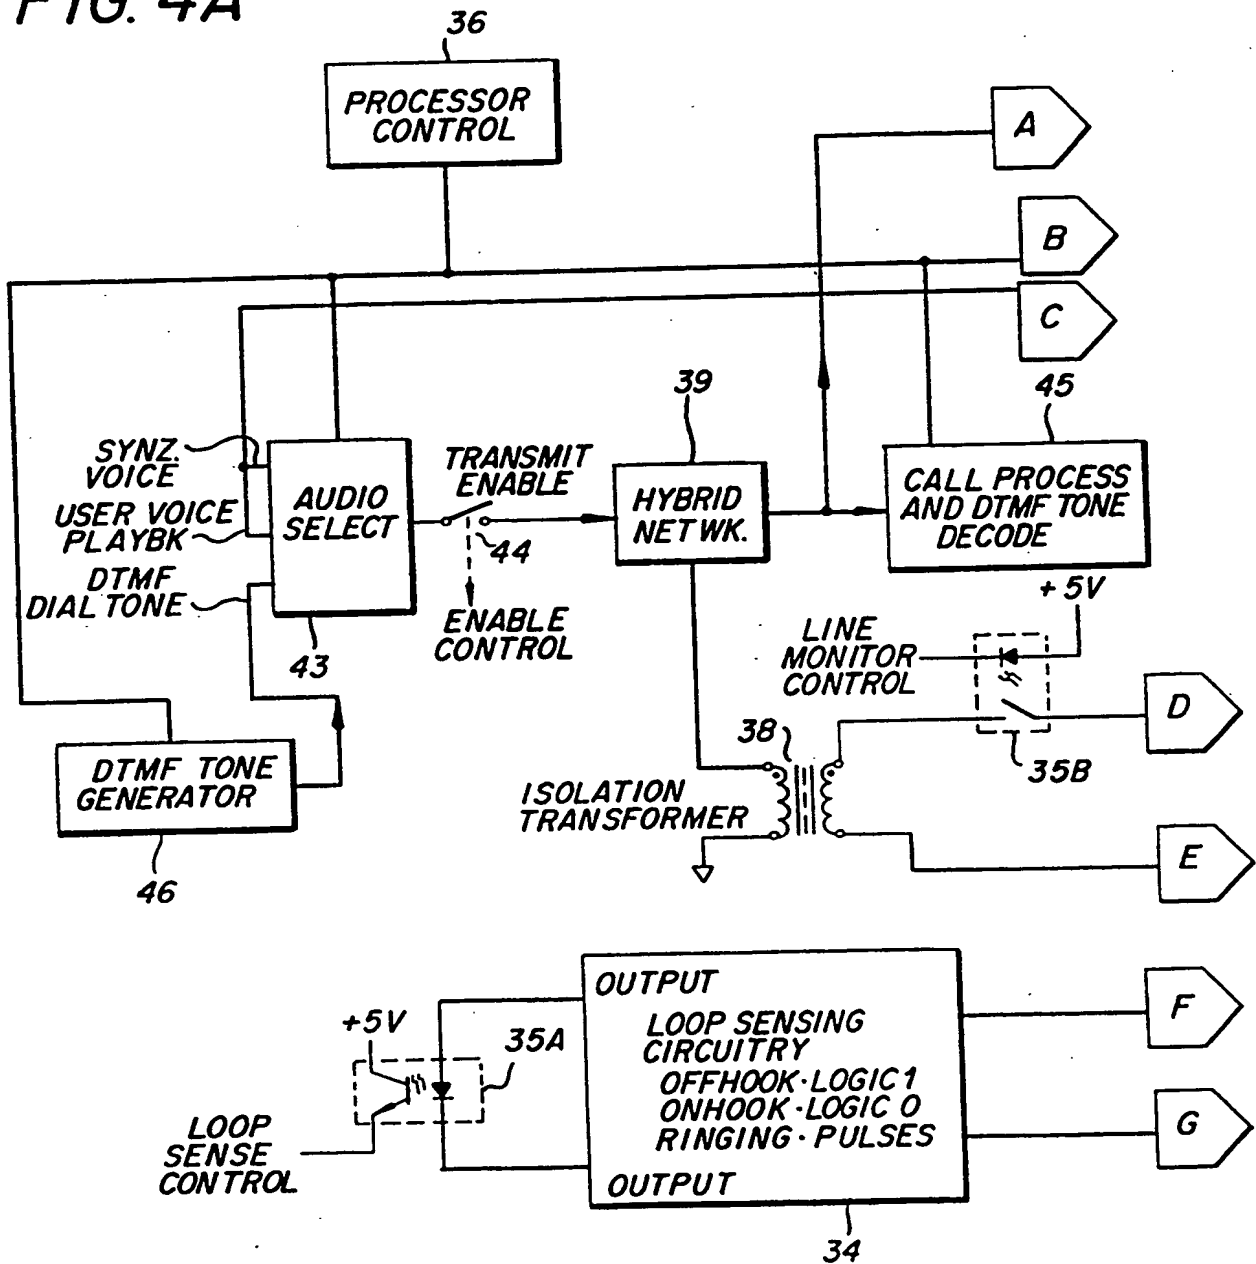 FIG. 4A
36
PROCESSOR
CONTROL
A
B
C
39
45
SYNZ.
VOICE
USER VOICE
PLAYBK
DTMF
DIAL TONE
AUDIO
SELECT
43
TRANSMIT
ENABLE
44
ENABLE
CONTROL
HYBRID
NETWK.
CALL PROCESS
AND DTMF TONE
DECODE
+5V
LINE
MONITOR
CONTROL
35B
D
38
ISOLATION
TRANSFORMER
DTMF TONE
GENERATOR
46
E
OUTPUT
LOOP SENSING
CIRCUITRY
OFFHOOK·LOGIC 1
ONHOOK·LOGIC 0
RINGING·PULSES
OUTPUT
34
+5V
35A
LOOP
SENSE
CONTROL
F
G